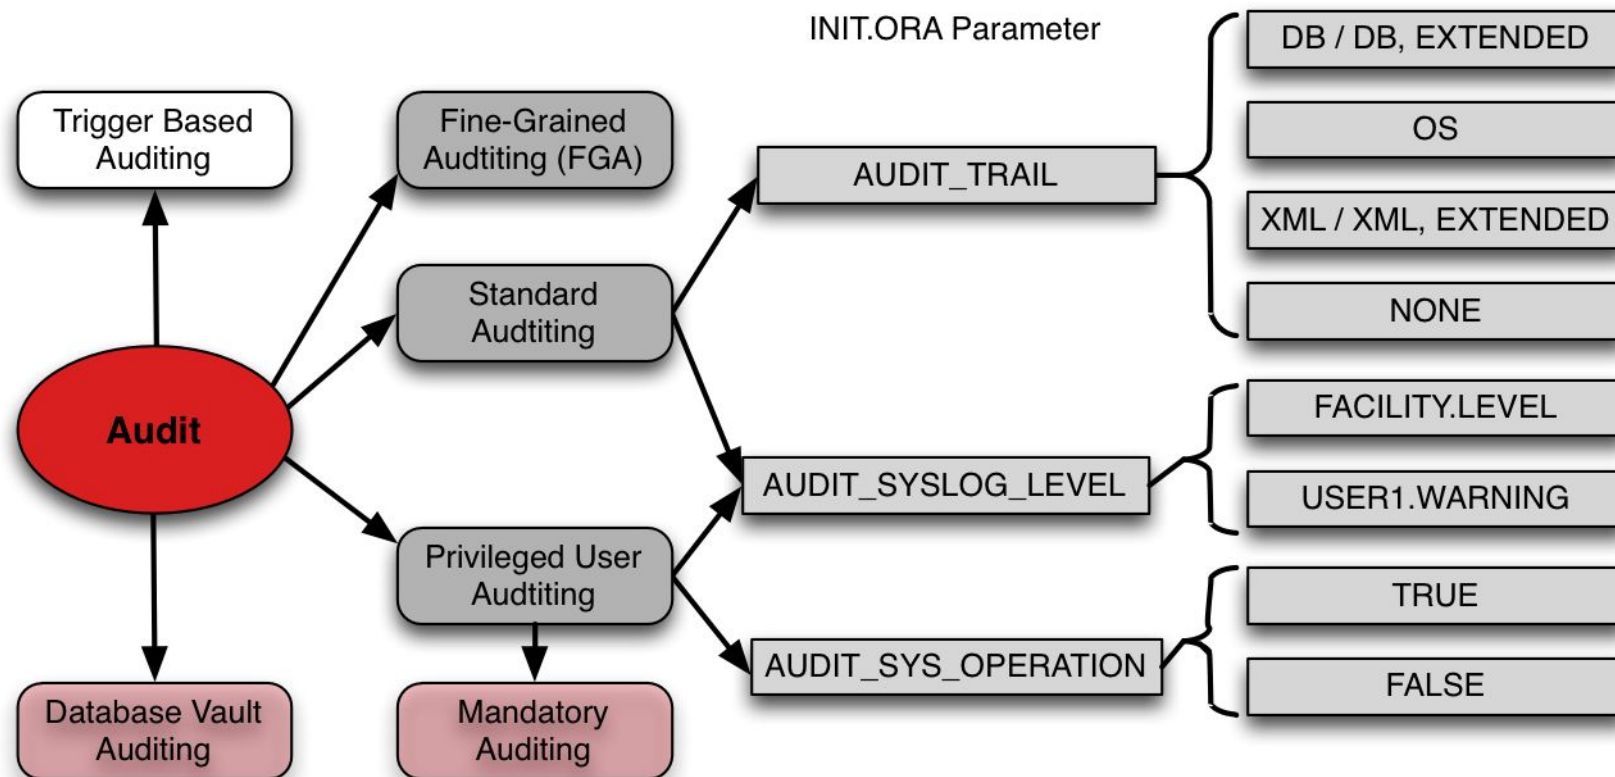 INIT.ORA Parameter
Trigger Based
Auditing
Fine-Grained
Audtiting (FGA)
Standard
Audtiting
Audit
Privileged User
Audtiting
Database Vault
Auditing
Mandatory
Auditing
AUDIT_TRAIL
AUDIT_SYSLOG_LEVEL
AUDIT_SYS_OPERATION
DB / DB, EXTENDED
OS
XML / XML, EXTENDED
NONE
FACILITY.LEVEL
USER1.WARNING
TRUE
FALSE